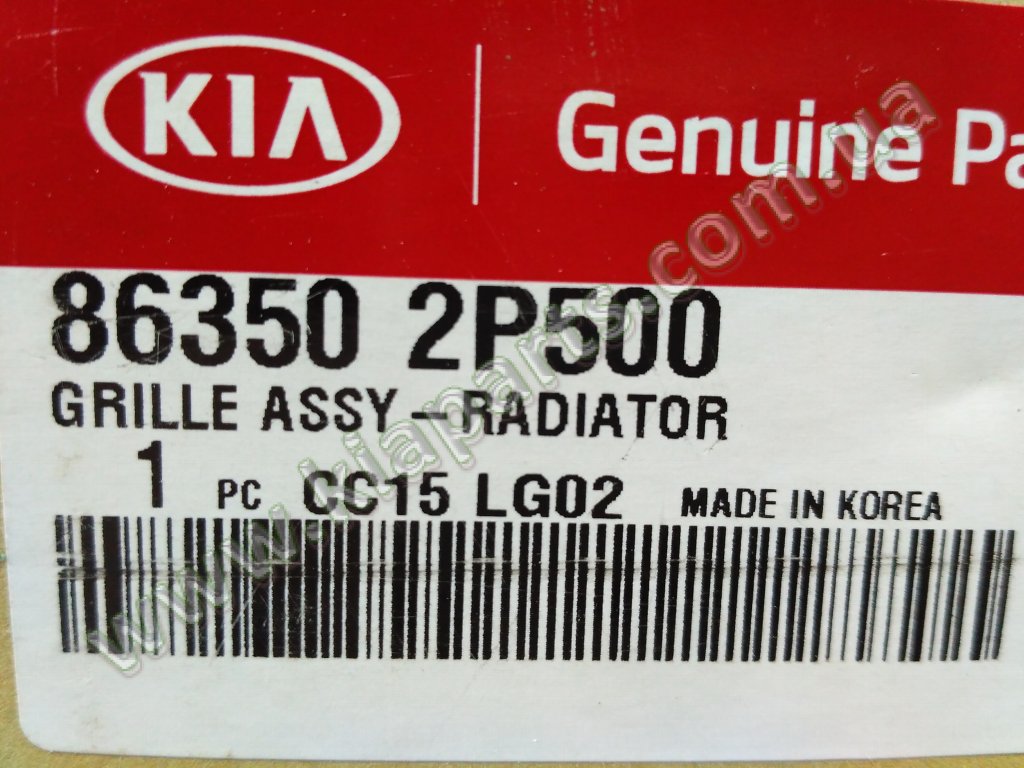 KIA
Genuine Pa
86350 2P500
GRILLE ASSY-RADIATOR
1 PC CC15 LG02 MADE IN KOREA
www.kiaparts.com.ua